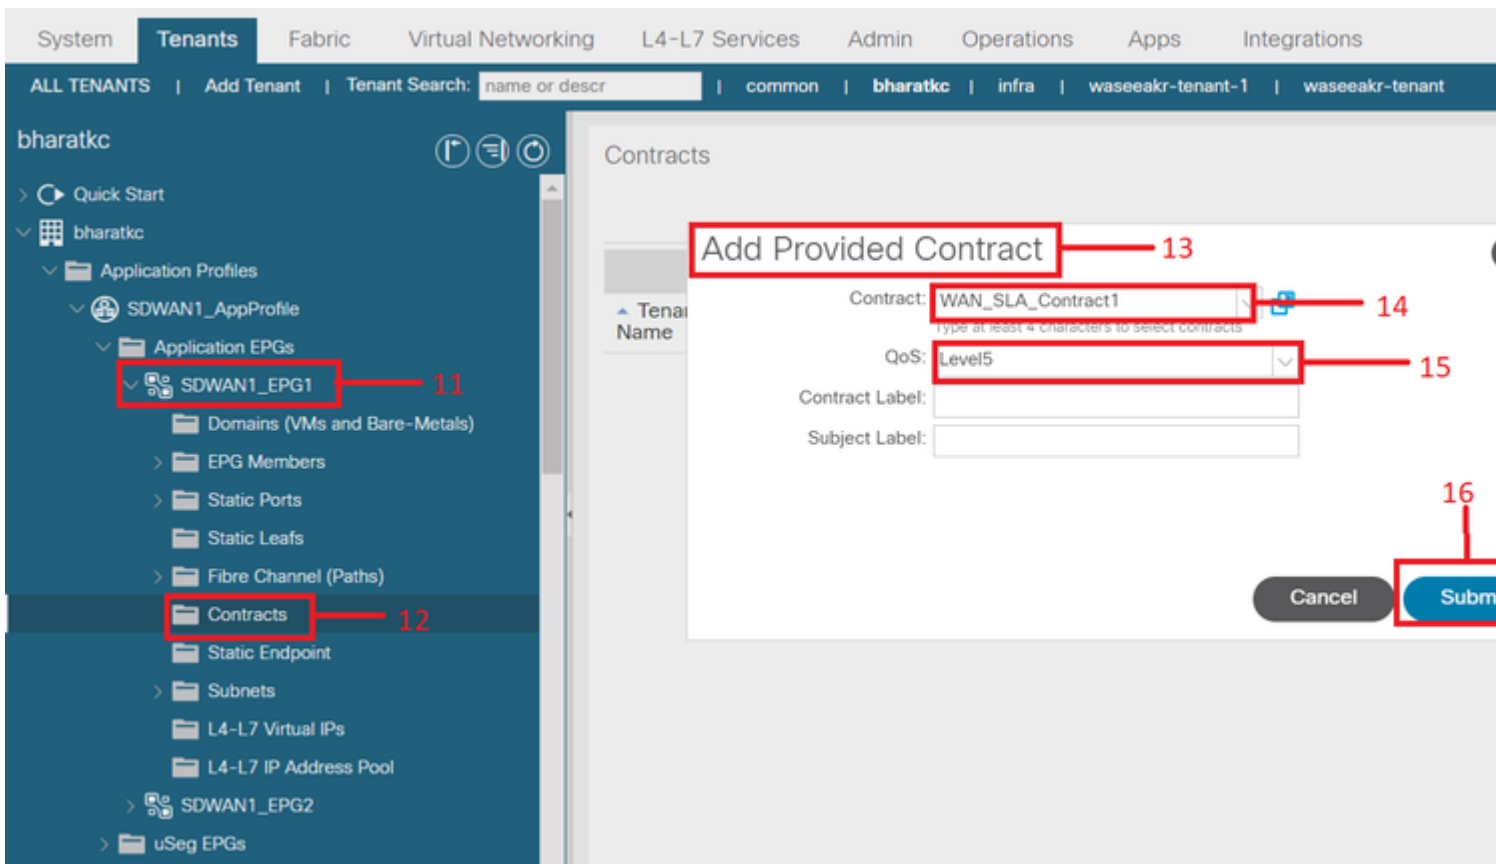 System Tenants Fabric Virtual Networking L4-L7 Services Admin Operations Apps Integrations
ALL TENANTS | Add Tenant | Tenant Search: name or descr | common | bharatkc | infra | waseeakr-tenant-1 | waseeakr-tenant
bharatkc
Quick Start
bharatkc
Application Profiles
SDWAN1_AppProfile
Application EPGs
SDWAN1_EPG1 11
Domains (VMs and Bare-Metals)
EPG Members
Static Ports
Static Leafs
Fibre Channel (Paths)
Contracts 12
Static Endpoint
Subnets
L4-L7 Virtual IPs
L4-L7 IP Address Pool
SDWAN1_EPG2
uSeg EPGs
Contracts
Tenan
Name
Add Provided Contract 13
Contract: WAN_SLA_Contract1 14
Type at least 4 characters to select contracts
QoS: Level5 15
Contract Label:
Subject Label:
16
Cancel Subm